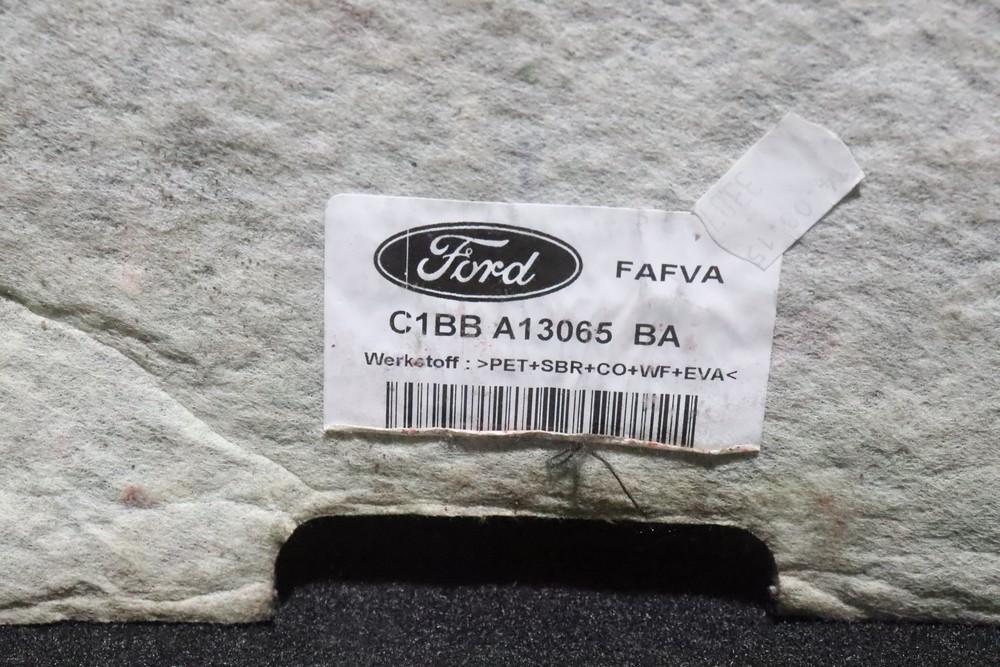 Ford FAFVA
C1BB A13065 BA
Werkstoff : >PET+SBR+CO+WF+EVA<